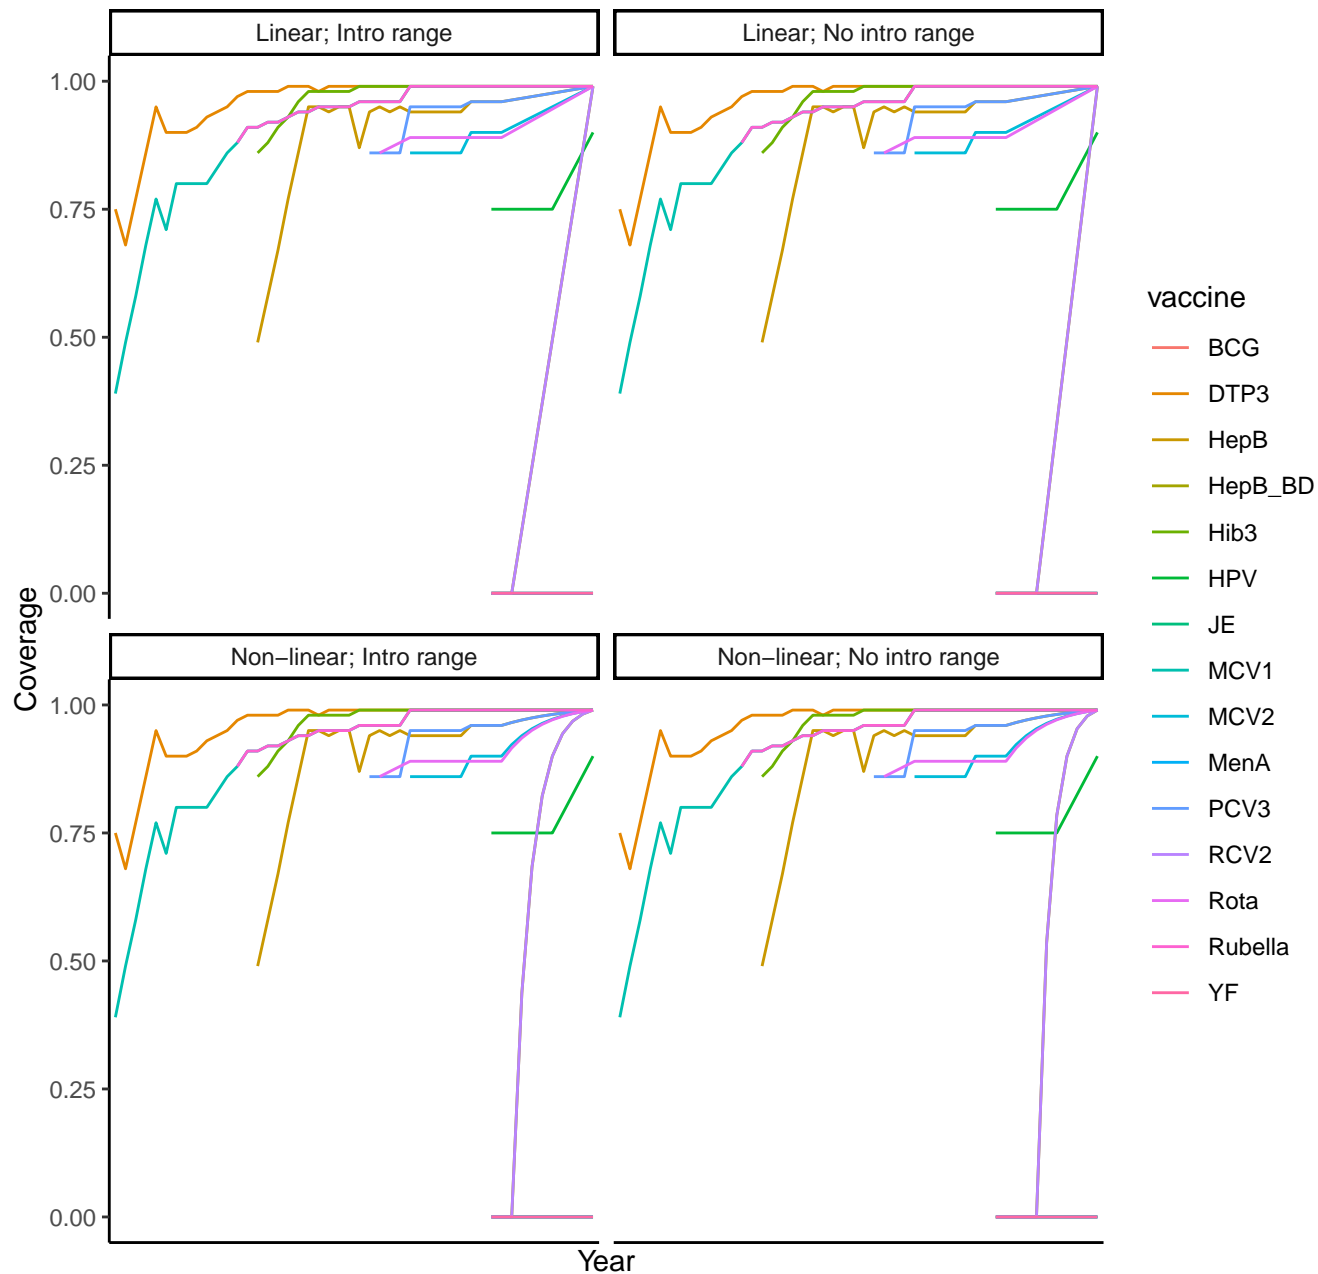 Linear; Intro range
Linear; No intro range
1.00
0.75
0.50
0.25
0.00
Non−linear; Intro range
Non−linear; No intro range
1.00
0.75
0.50
0.25
0.00
Coverage
Year
vaccine
BCG
DTP3
HepB
HepB_BD
Hib3
HPV
JE
MCV1
MCV2
MenA
PCV3
RCV2
Rota
Rubella
YF